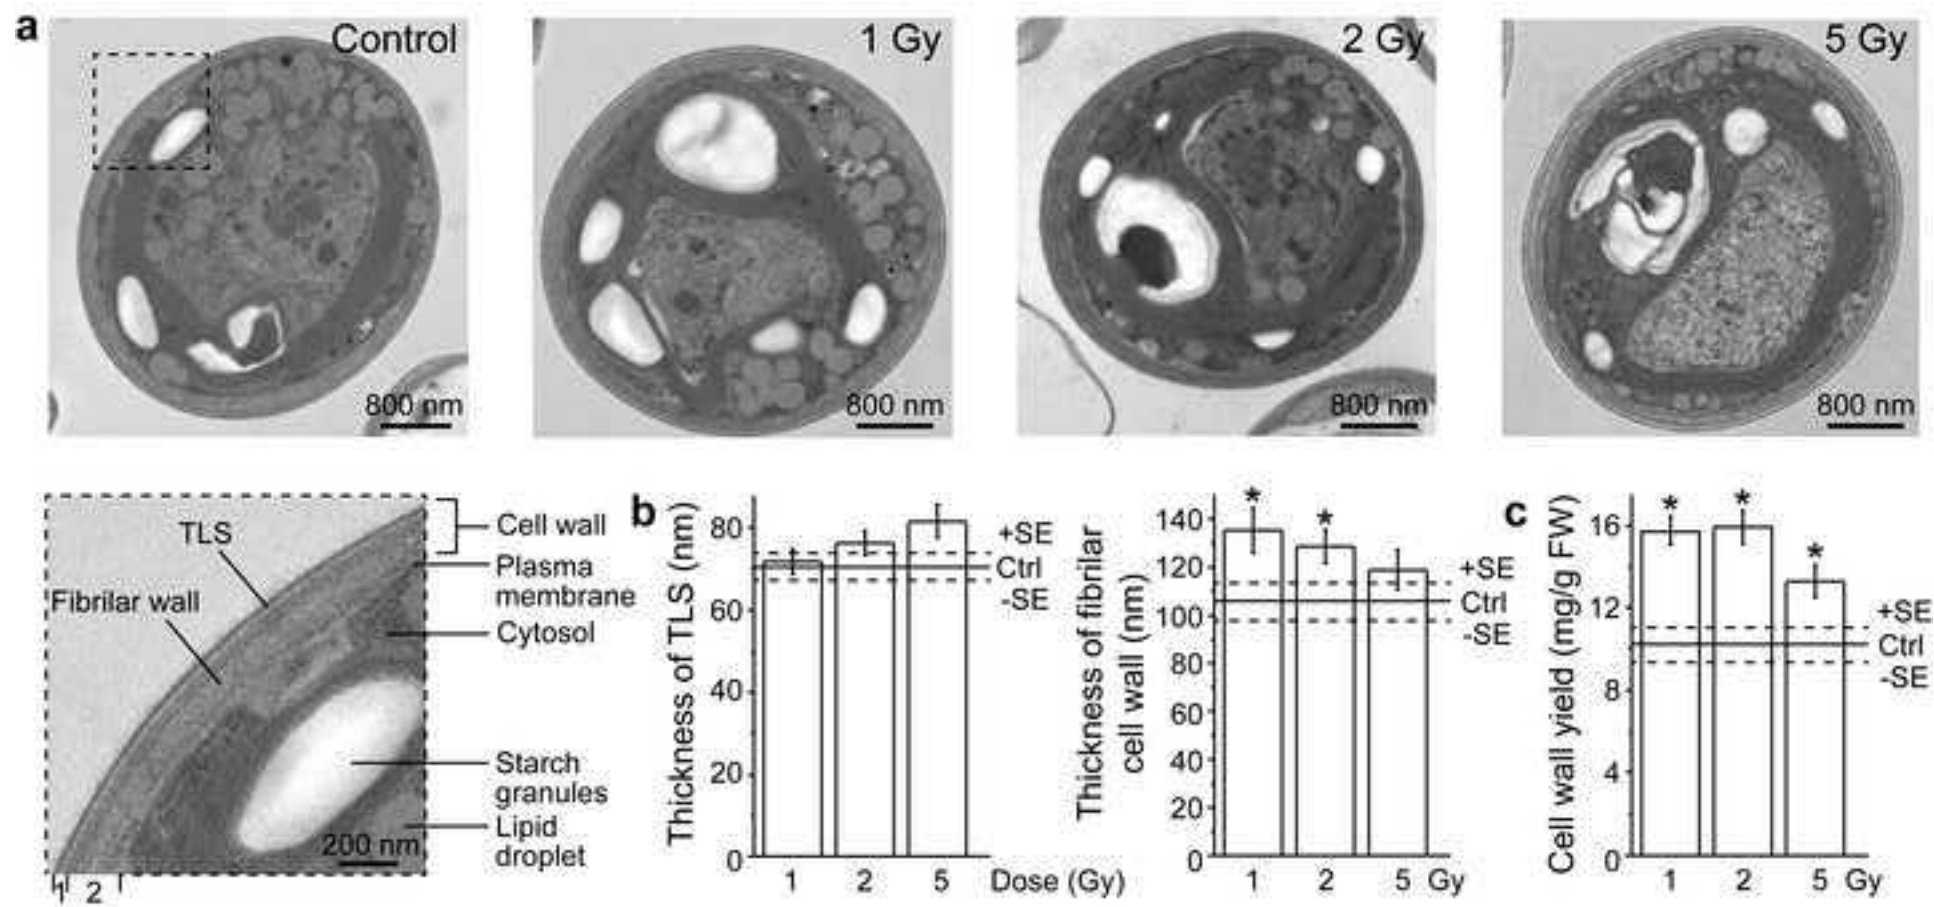 a
Control
1 Gy
2 Gy
5 Gy
800 nm
800 nm
800 nm
800 nm
TLS
Fibrilar wall
Cell wall
Plasma
membrane
Cytosol
Starch
granules
Lipid
droplet
200 nm
1 2
b
Thickness of TLS (nm)
80
60
40
20
0
+SE
Ctrl
-SE
1 2 5 Dose (Gy)
Thickness of fibrilar
cell wall (nm)
140
120
100
80
60
40
20
0
* *
+SE
Ctrl
-SE
1 2 5 Gy
c
Cell wall yield (mg/g FW)
16
12
8
4
0
* * *
+SE
Ctrl
-SE
1 2 5 Gy